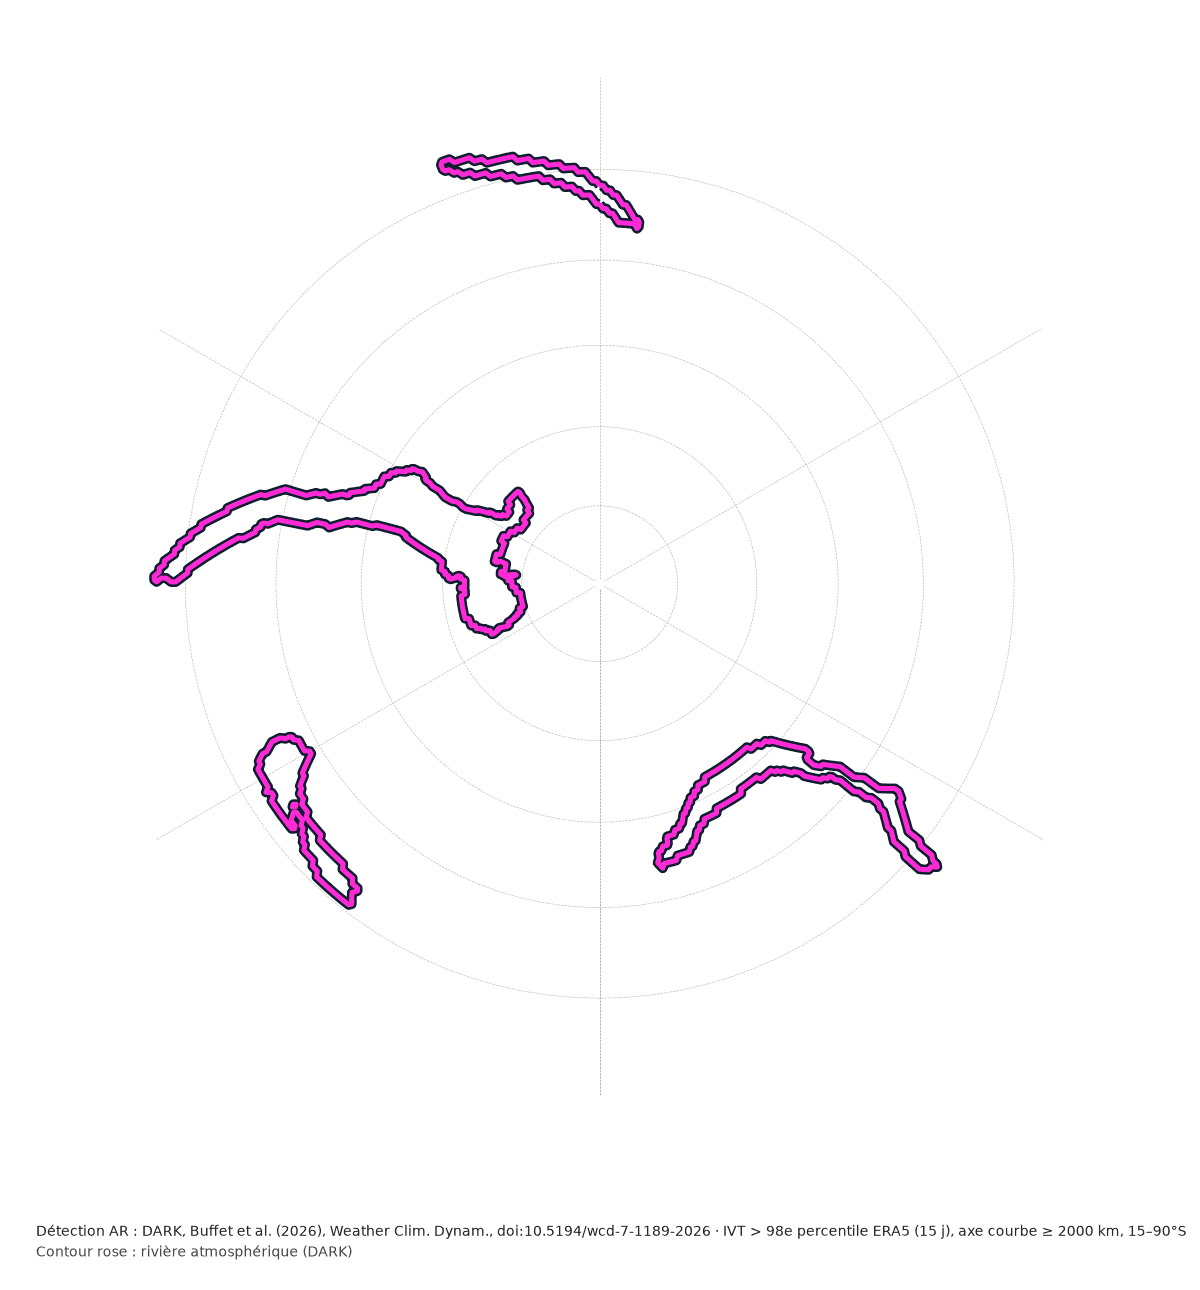 Détection AR : DARK, Buffet et al. (2026), Weather Clim. Dynam., doi:10.5194/wcd-7-1189-2026 · IVT > 98e percentile ERA5 (15 j), axe courbe ≥ 2000 km, 15–90°S
Contour rose : rivière atmosphérique (DARK)